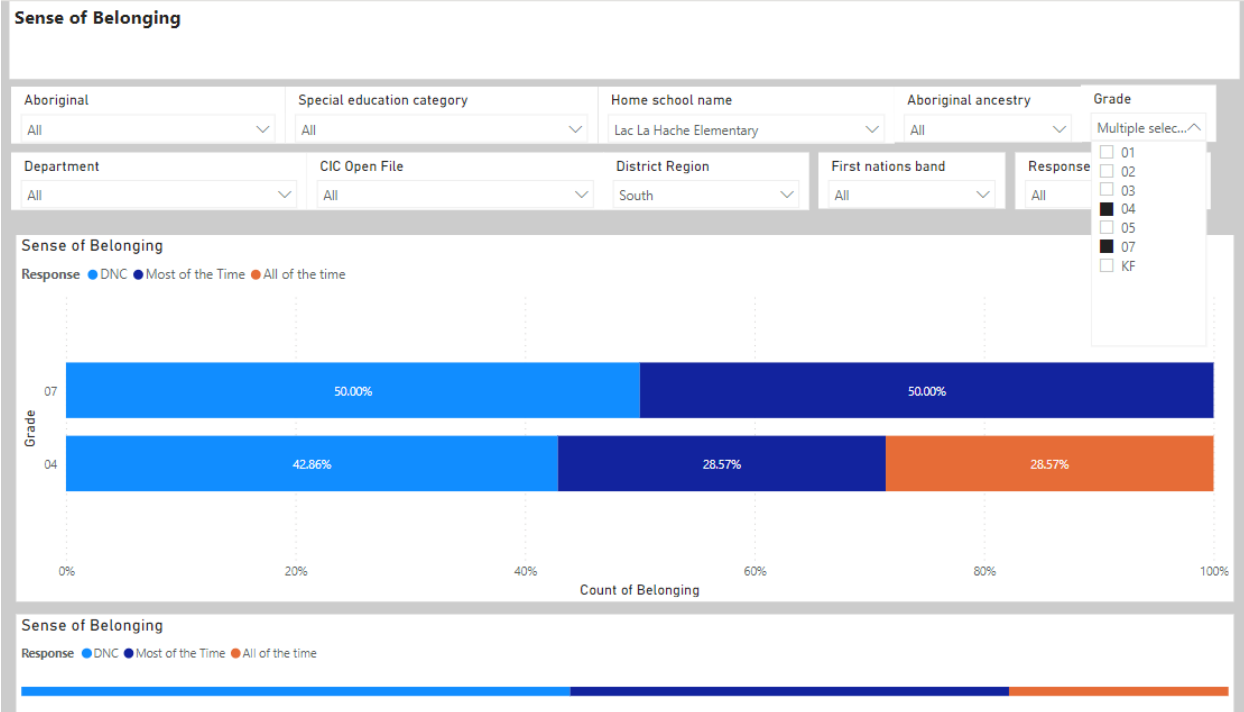 Sense of Belonging
Aboriginal Special education category Home school name Aboriginal ancestry Grade
All All Lac La Hache Elementary All Multiple selec...
01
02
03
04
05
07
KF
Department CIC Open File District Region First nations band Response
All All South All All
Sense of Belonging
Response DNC Most of the Time All of the time
07 50.00% 50.00%
Grade
04 42.86% 28.57% 28.57%
0% 20% 40% 60% 80% 100%
Count of Belonging
Sense of Belonging
Response DNC Most of the Time All of the time